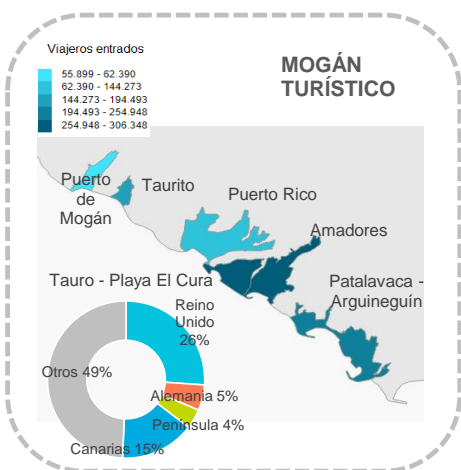 Viajeros entrados
55.899 - 62.390
62.390 - 144.273
144.273 - 194.493
194.493 - 254.948
254.948 - 306.348
MOGÁN
TURÍSTICO
Puerto
de
Mogán
Taurito
Puerto Rico
Amadores
Tauro - Playa El Cura
Patalavaca -
Arguineguín
Reino
Unido
26%
Otros 49%
Alemania 5%
Península 4%
Canarias 15%